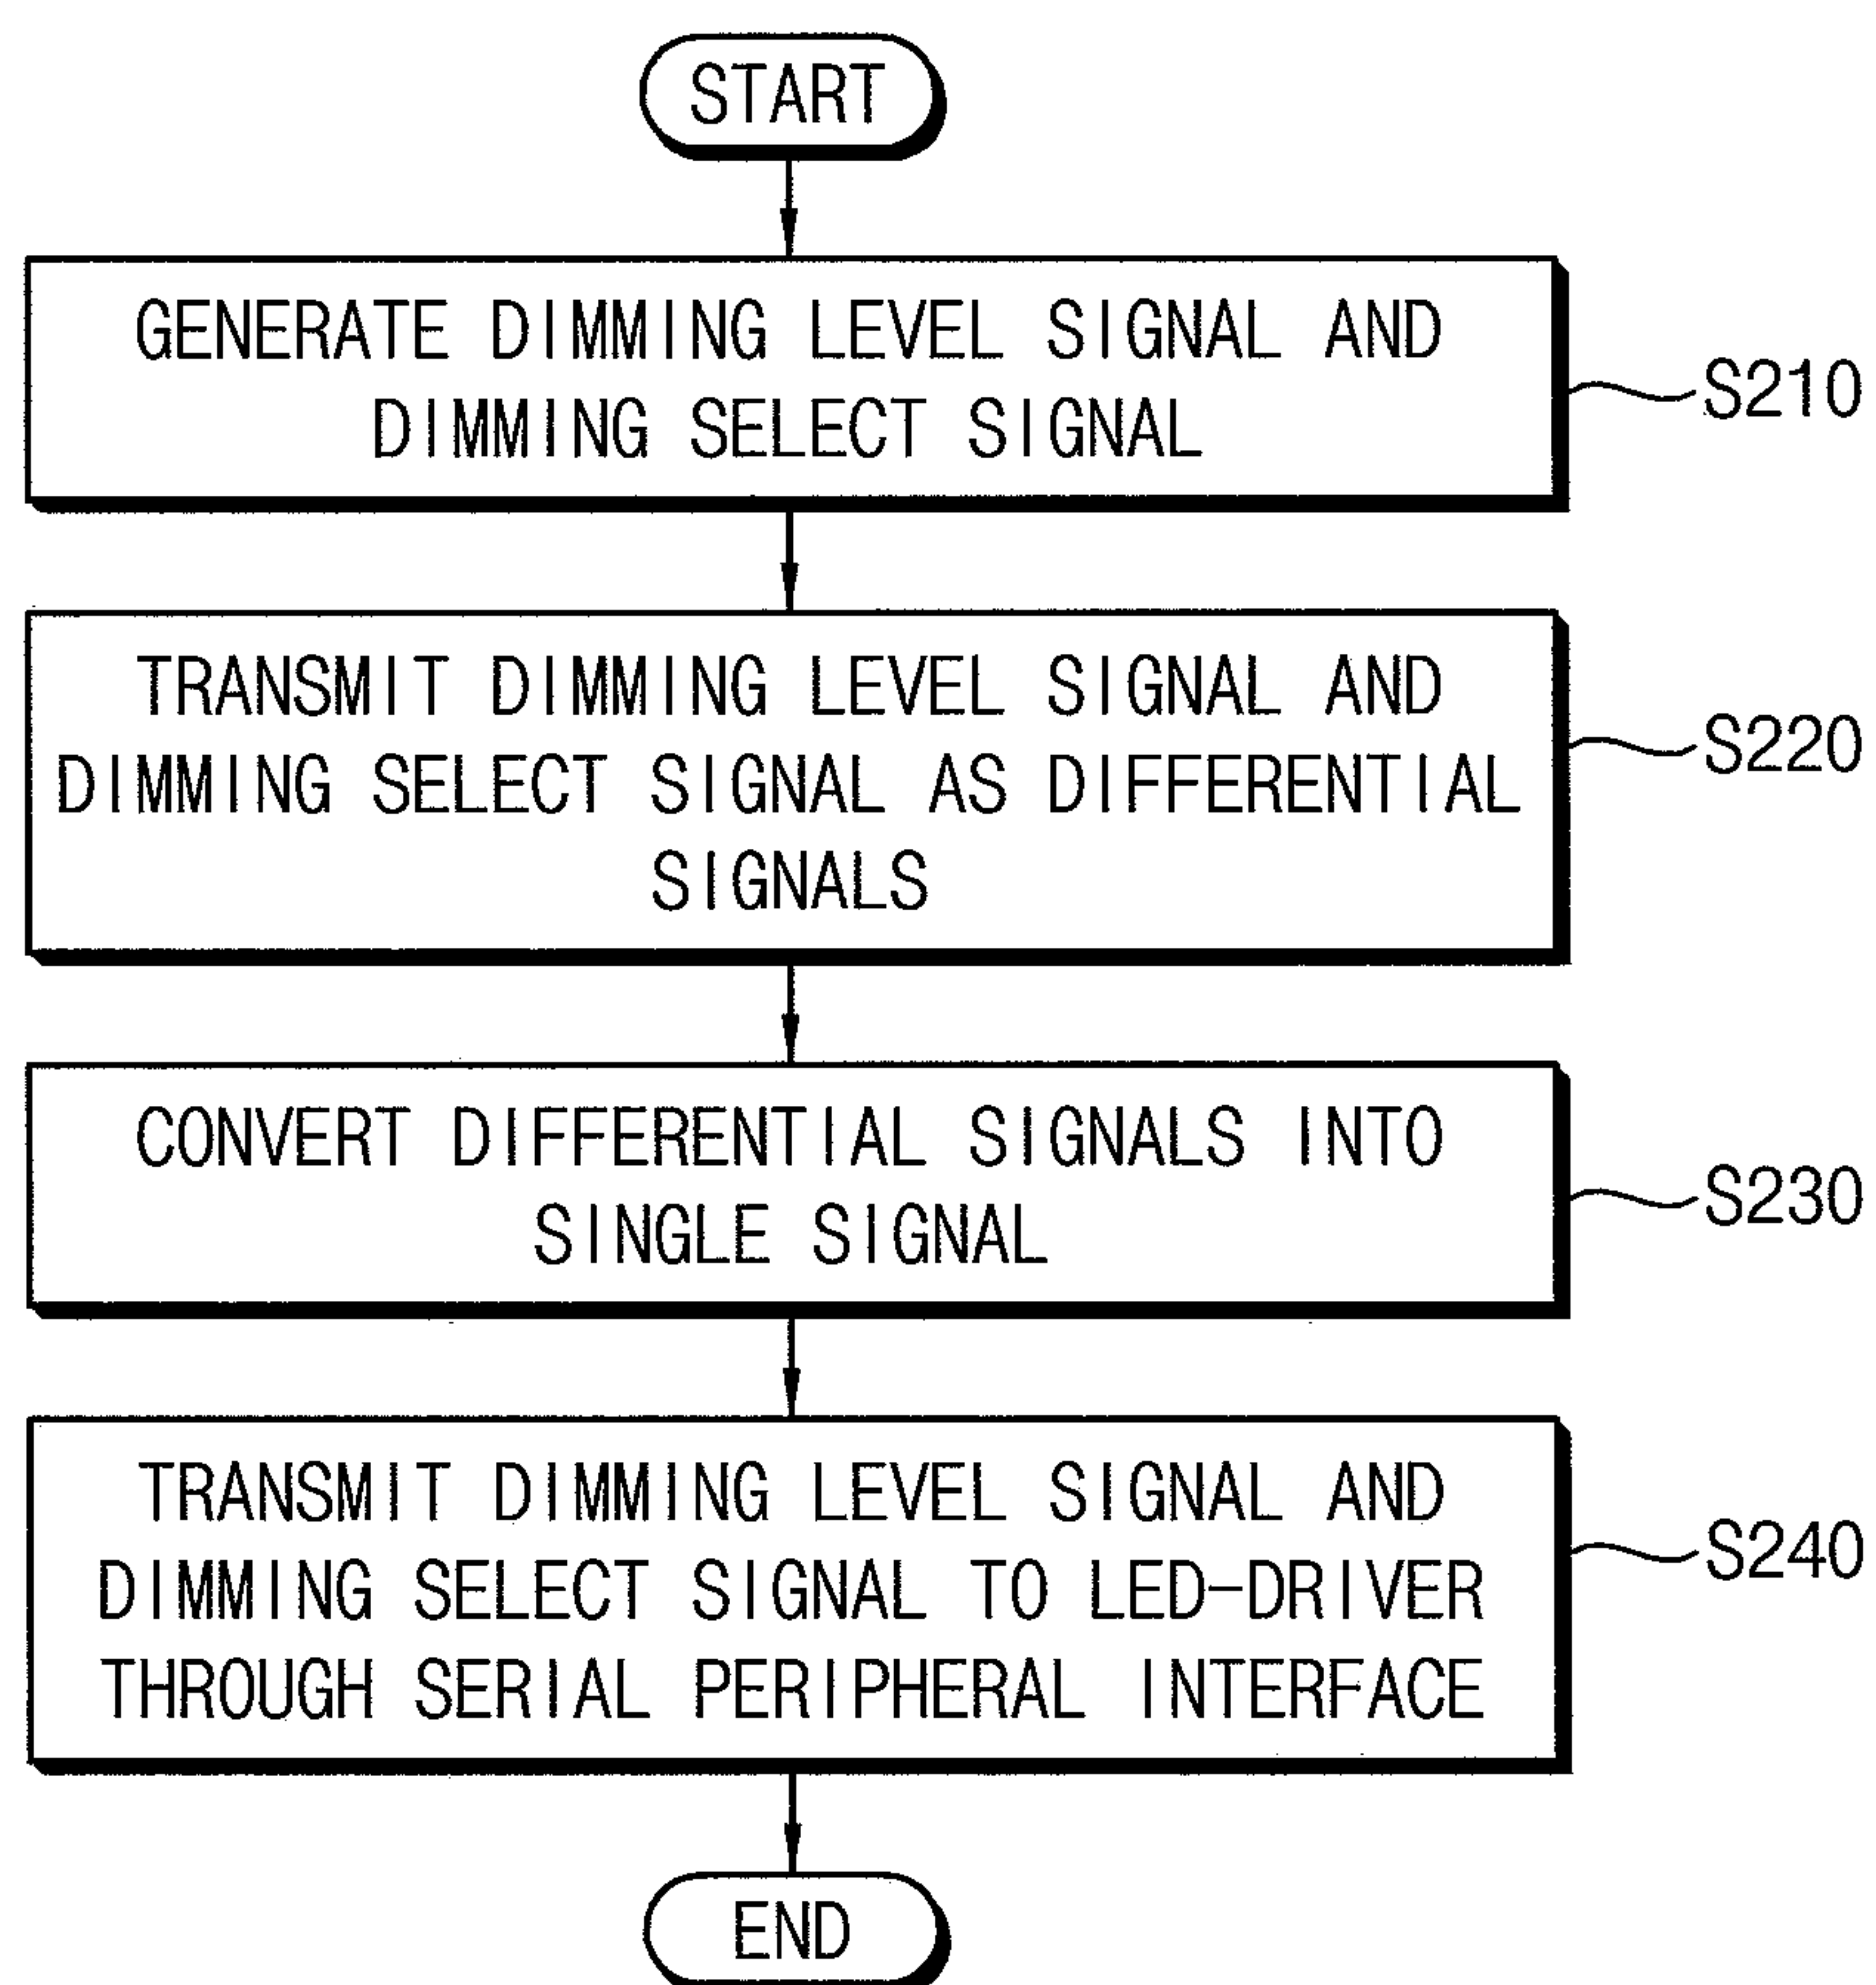 START
GENERATE DIMMING LEVEL SIGNAL AND
DIMMING SELECT SIGNAL
S210
TRANSMIT DIMMING LEVEL SIGNAL AND
DIMMING SELECT SIGNAL AS DIFFERENTIAL
SIGNALS
S220
CONVERT DIFFERENTIAL SIGNALS INTO
SINGLE SIGNAL
S230
TRANSMIT DIMMING LEVEL SIGNAL AND
DIMMING SELECT SIGNAL TO LED-DRIVER
THROUGH SERIAL PERIPHERAL INTERFACE
S240
END